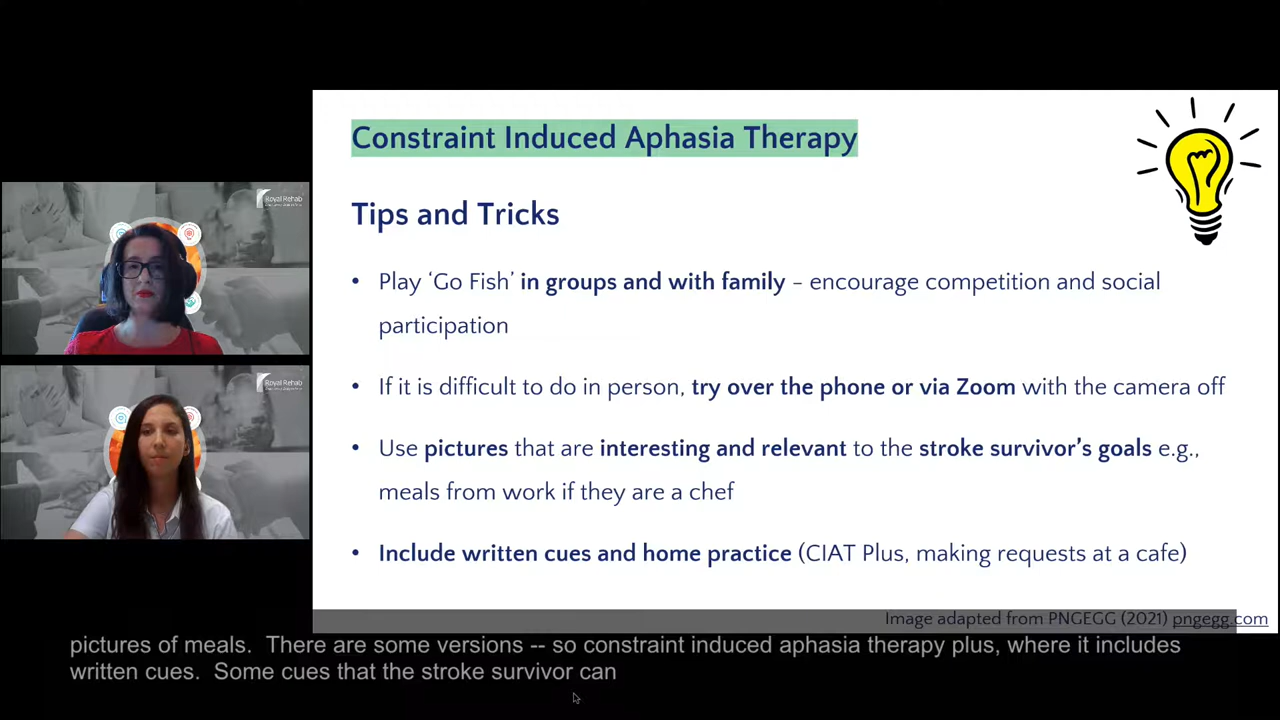 Constraint Induced Aphasia Therapy
Tips and Tricks
• Play ‘Go Fish’ in groups and with family – encourage competition and social
participation
• If it is difficult to do in person, try over the phone or via Zoom with the camera off
• Use pictures that are interesting and relevant to the stroke survivor’s goals e.g.,
meals from work if they are a chef
• Include written cues and home practice (CIAT Plus, making requests at a cafe)
Image adapted from PNGEGG (2021) pngegg.com
Royal Rehab
Royal Rehab
pictures of meals.  There are some versions -- so constraint induced aphasia therapy plus, where it includes
written cues.  Some cues that the stroke survivor can